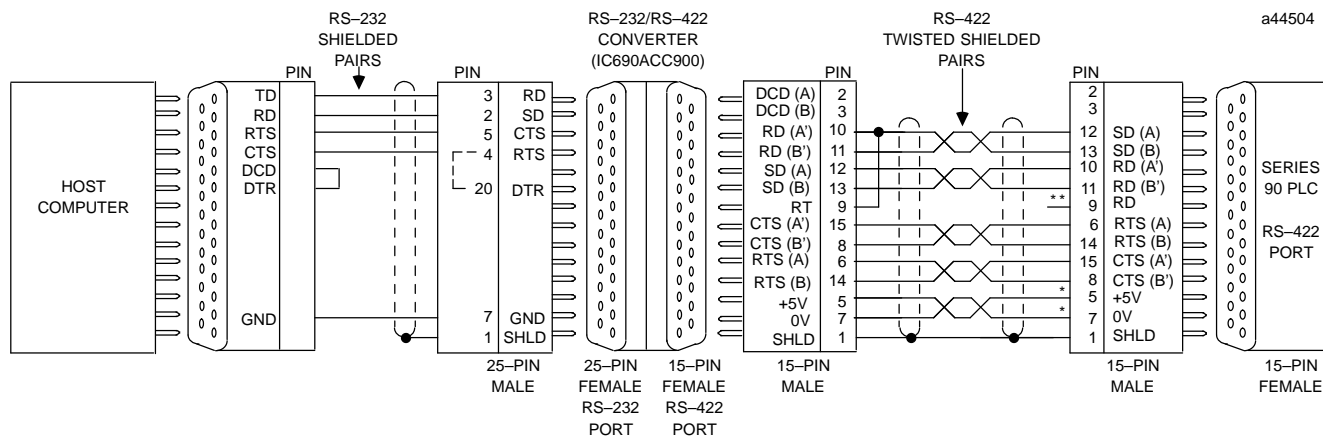 RS–232
SHIELDED
PAIRS
RS–232/RS–422
CONVERTER
(IC690ACC900)
RS–422
TWISTED SHIELDED
PAIRS
a44504
HOST
COMPUTER
PIN
TD
RD
RTS
CTS
DCD
DTR
GND
PIN
3 RD
2 SD
5 CTS
4 RTS
20 DTR
7 GND
1 SHLD
25–PIN
MALE
25–PIN
FEMALE
RS–232
PORT
15–PIN
FEMALE
RS–422
PORT
PIN
DCD (A) 2
DCD (B) 3
RD (A') 10
RD (B') 11
SD (A) 12
SD (B) 13
RT 9
CTS (A') 15
CTS (B') 8
RTS (A) 6
RTS (B) 14
+5V 5
0V 7
SHLD 1
15–PIN
MALE
PIN
2
3
12 SD (A)
13 SD (B)
10 RD (A')
11 RD (B')
** 9 RD
6 RTS (A)
14 RTS (B)
15 CTS (A')
8 CTS (B')
* 5 +5V
* 7 0V
1 SHLD
15–PIN
MALE
SERIES
90 PLC
RS–422
PORT
15–PIN
FEMALE